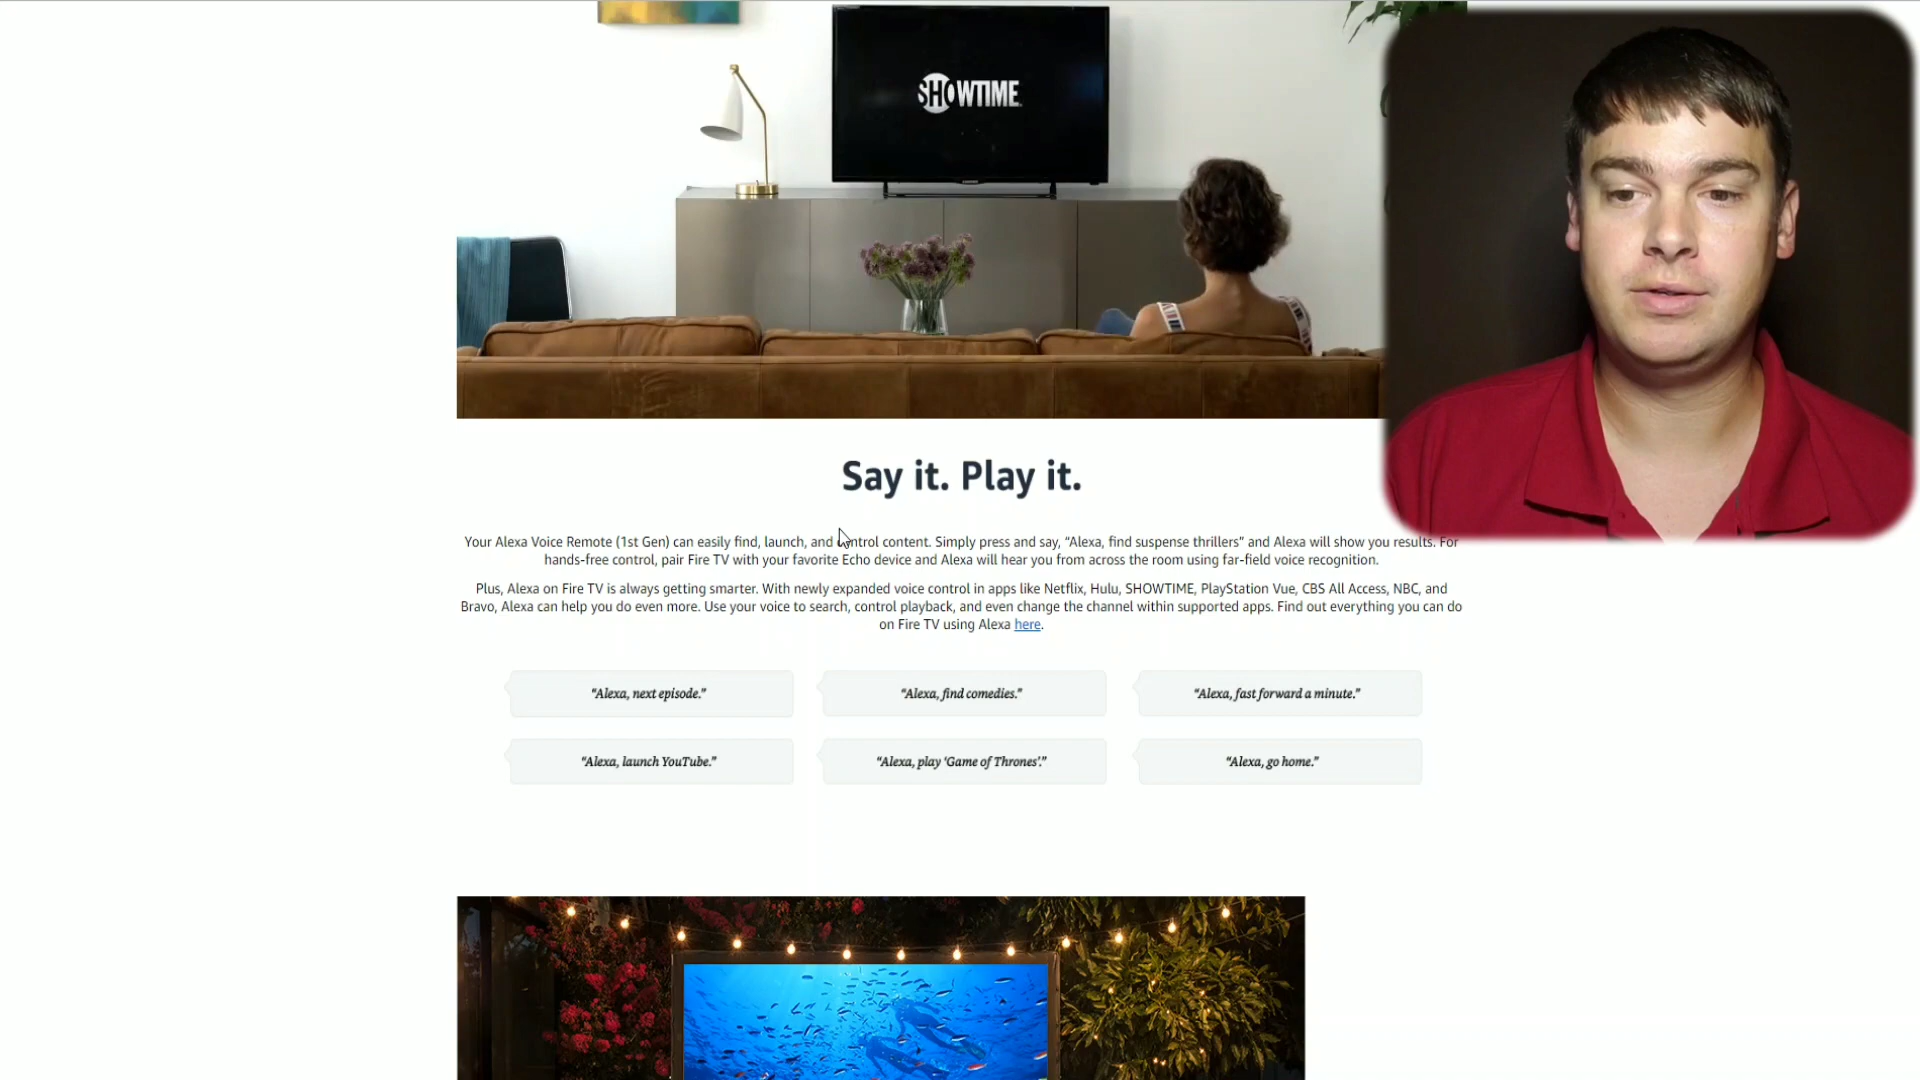 SHOWTIME
Say it. Play it.
Your Alexa Voice Remote (1st Gen) can easily find, launch, and control content. Simply press and say, “Alexa, find suspense thrillers” and Alexa will show you results. For
hands-free control, pair Fire TV with your favorite Echo device and Alexa will hear you from across the room using far-field voice recognition.
Plus, Alexa on Fire TV is always getting smarter. With newly expanded voice control in apps like Netflix, Hulu, SHOWTIME, PlayStation Vue, CBS All Access, NBC, and
Bravo, Alexa can help you do even more. Use your voice to search, control playback, and even change the channel within supported apps. Find out everything you can do
on Fire TV using Alexa here.
“Alexa, next episode.”
“Alexa, find comedies.”
“Alexa, fast forward a minute.”
“Alexa, launch YouTube.”
“Alexa, play ‘Game of Thrones’.”
“Alexa, go home.”